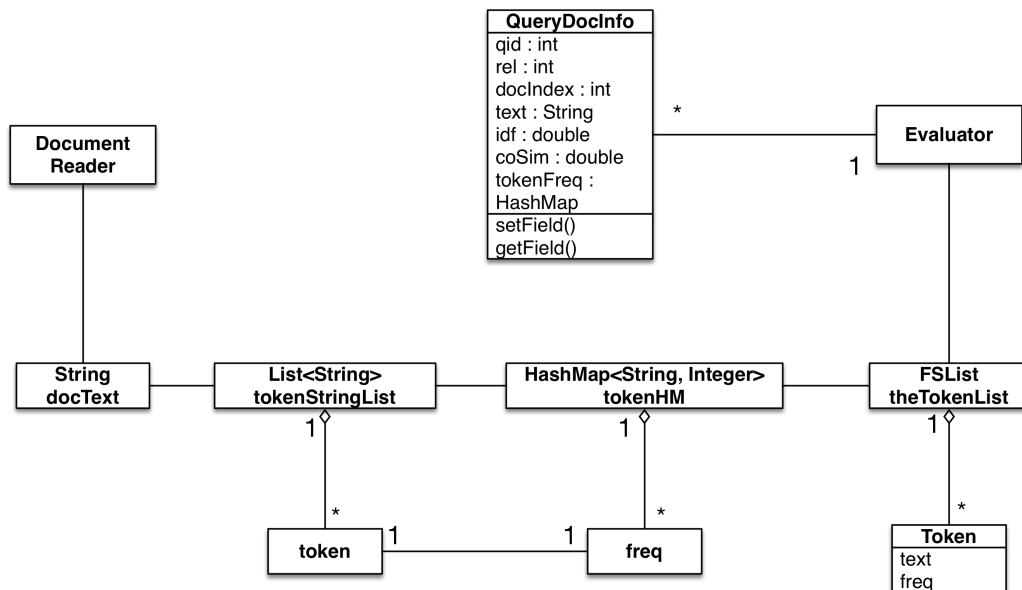 QueryDocInfo
qid : int
rel : int
docIndex : int
text : String
idf : double
coSim : double
tokenFreq :
HashMap
setField()
getField()
*
1
Evaluator
Document
Reader
String
docText
List<String>
tokenStringList
HashMap<String, Integer>
tokenHM
FSList
theTokenList
1
1
1
*
*
*
token
1
1
freq
Token
text
freq